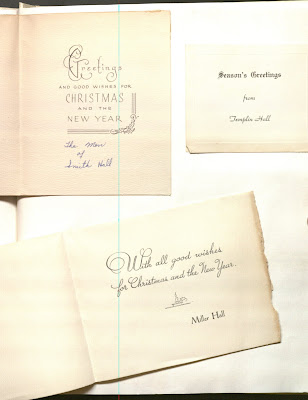 Greetings
AND GOOD WISHES FOR
CHRISTMAS
AND THE
NEW YEAR
the Men
of
Smith Hall
Season's Greetings
from
Templin Hall
With all good wishes
for Christmas and the New Year.
Miller Hall